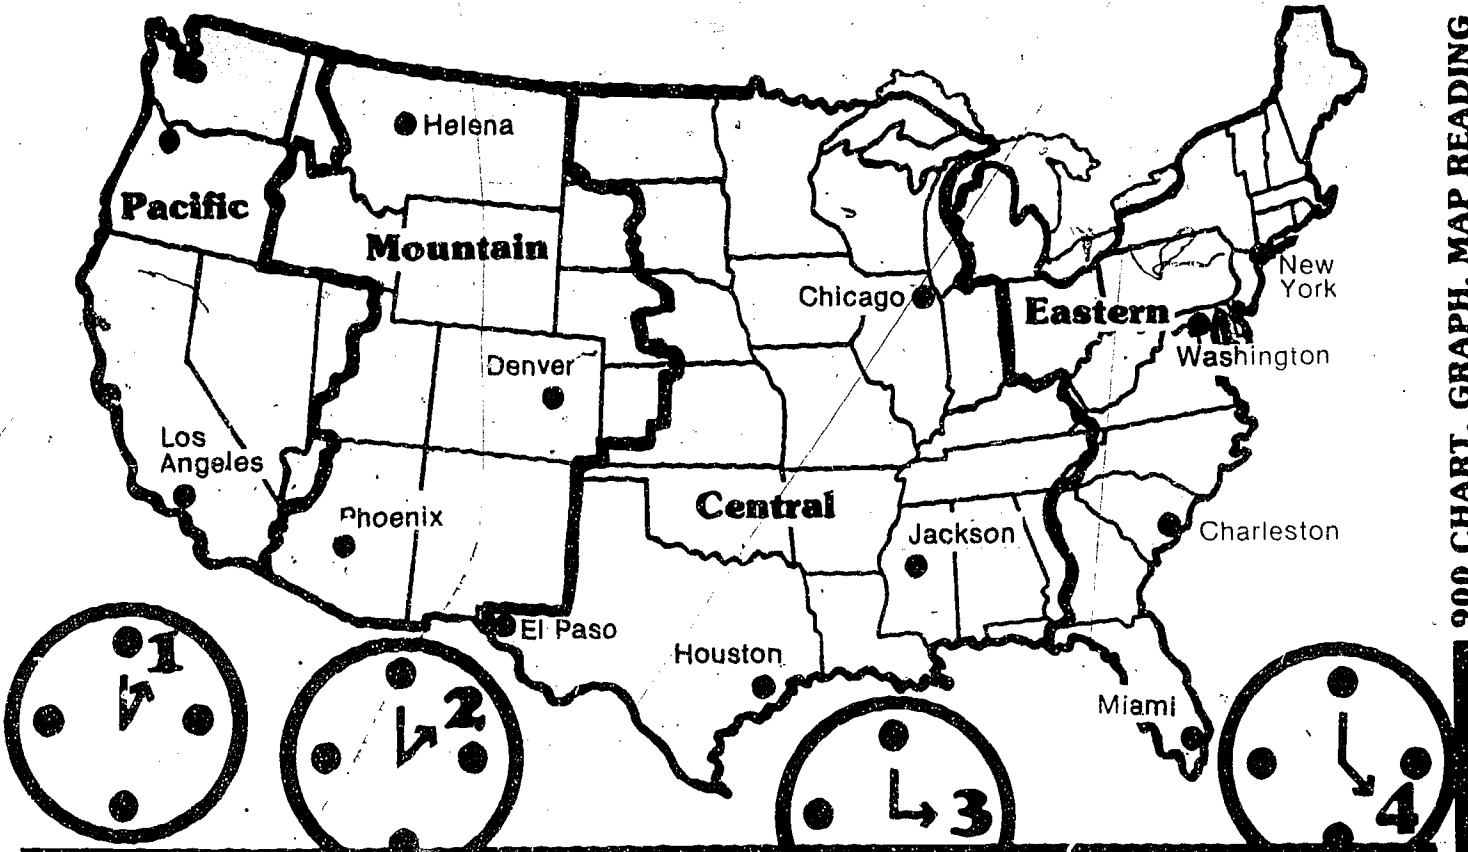 Helena
Pacific
Mountain
New
York
Chicago
Eastern
Washington
Denver
Los
Angeles
Central
Phoenix
Jackson
Charleston
El Paso
Houston
Miami
1
2
3
4
900 CHART, GRAPH, MAP READING